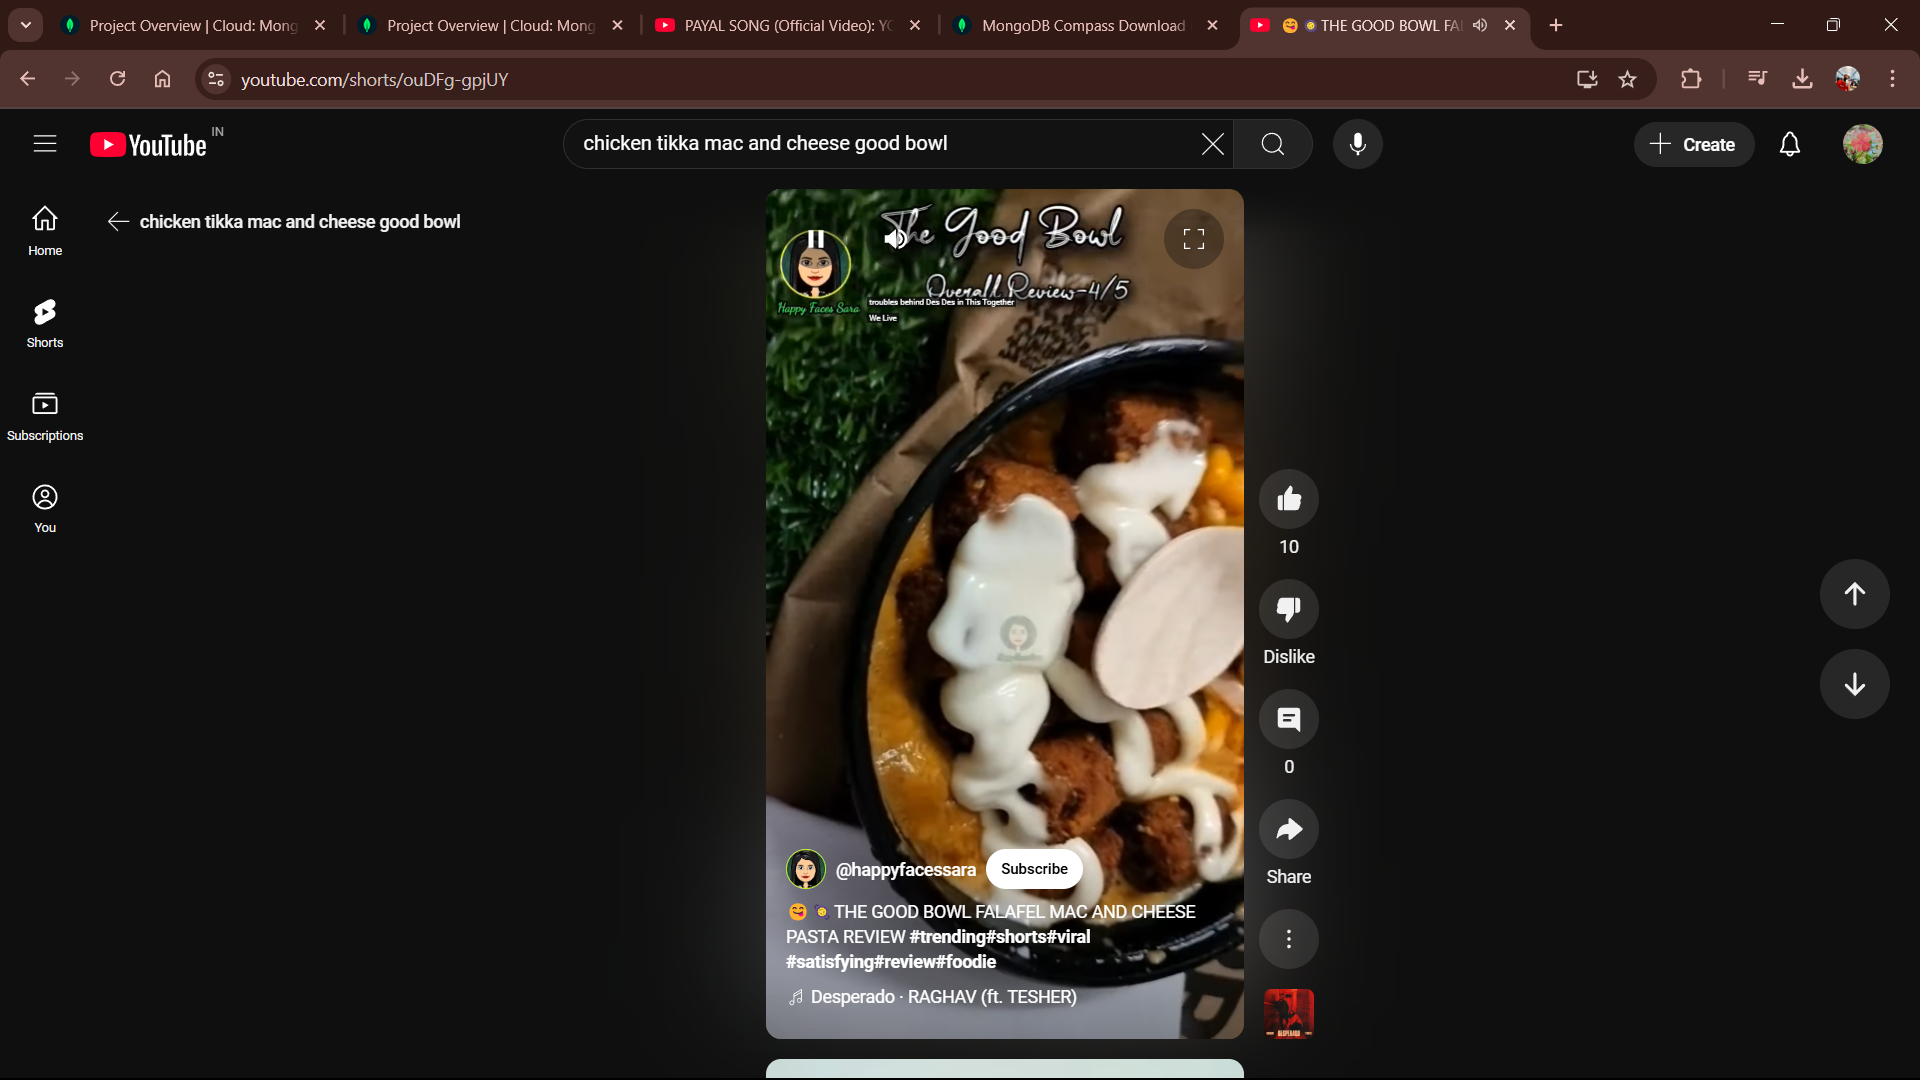 Project Overview | Cloud: Mong
Project Overview | Cloud: Mong
PAYAL SONG (Official Video): YO
MongoDB Compass Download
😋 THE GOOD BOWL FAL
youtube.com/shorts/ouDFg-gpjUY
YouTube IN
chicken tikka mac and cheese good bowl
Create
Home
Shorts
Subscriptions
You
chicken tikka mac and cheese good bowl
The Good Bowl
Overall Review-4/5
Happy Faces Sara
troubles behind Des Des in This Together
We Live
10
Dislike
0
Share
@happyfacessara
Subscribe
😋 THE GOOD BOWL FALAFEL MAC AND CHEESE
PASTA REVIEW #trending#shorts#viral
#satisfying#review#foodie
Desperado · RAGHAV (ft. TESHER)
DESPERADO